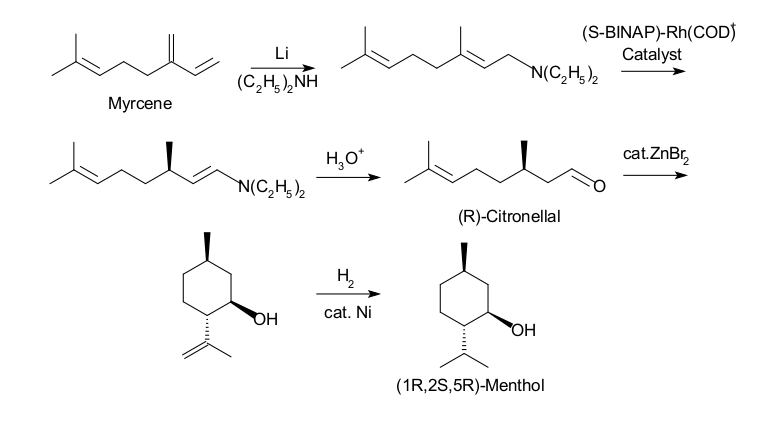 Myrcene
Li
(C₂H₅)₂NH
N(C₂H₅)₂
(S-BINAP)-Rh(COD)⁺
Catalyst
N(C₂H₅)₂
H₃O⁺
O
(R)-Citronellal
cat.ZnBr₂
OH
H₂
cat. Ni
OH
(1R,2S,5R)-Menthol